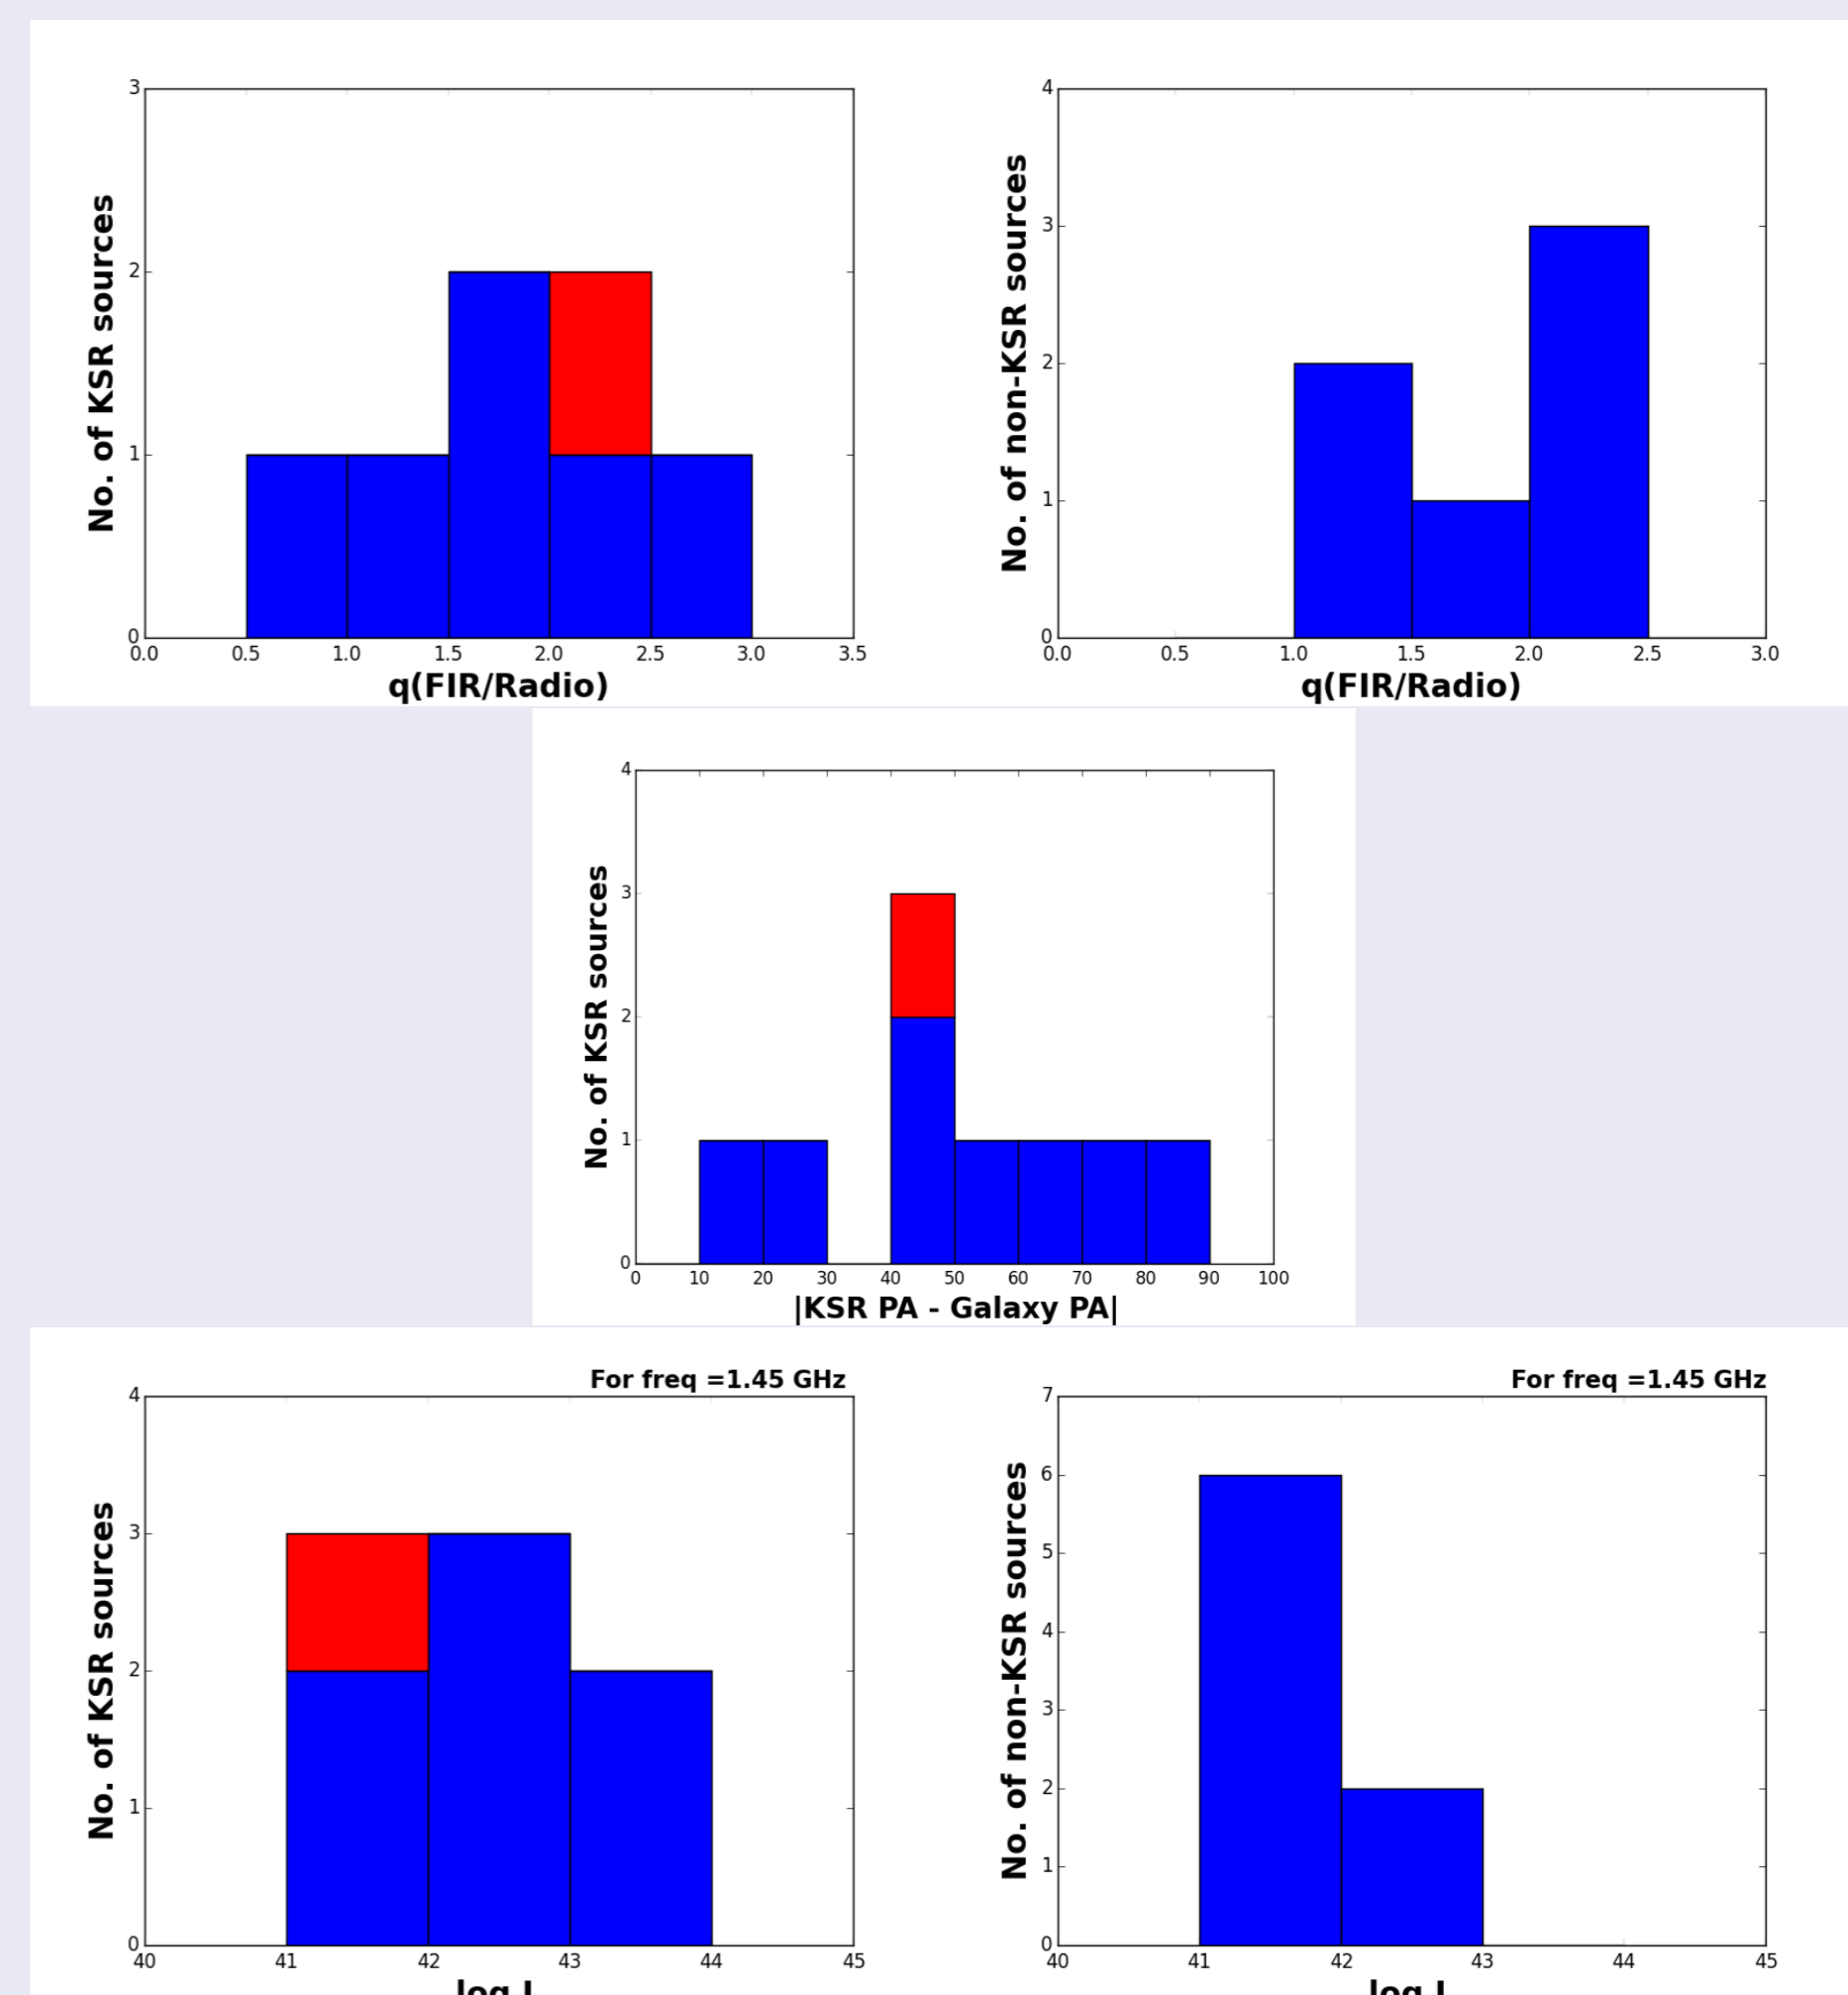 3
2
1
0
No. of KSR sources
0.0 0.5 1.0 1.5 2.0 2.5 3.0 3.5
q(FIR/Radio)
4
3
2
1
0
No. of non-KSR sources
0.0 0.5 1.0 1.5 2.0 2.5 3.0
q(FIR/Radio)
4
3
2
1
0
No. of KSR sources
0 10 20 30 40 50 60 70 80 90 100
|KSR PA - Galaxy PA|
For freq =1.45 GHz
4
3
2
1
0
No. of KSR sources
40 41 42 43 44 45
log
For freq =1.45 GHz
7
6
5
4
3
2
1
0
No. of non-KSR sources
40 41 42 43 44 45
log